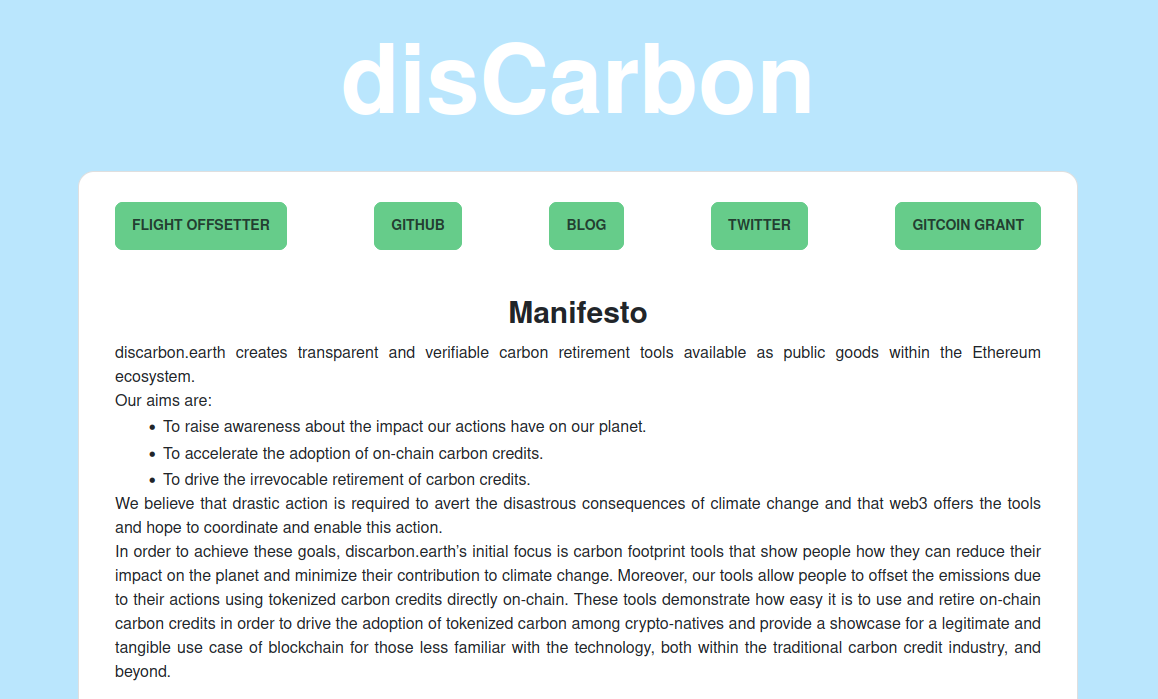 disCarbon
FLIGHT OFFSETTER
GITHUB
BLOG
TWITTER
GITCOIN GRANT
Manifesto
discarbon.earth creates transparent and verifiable carbon retirement tools available as public goods within the Ethereum
ecosystem.
Our aims are:
• To raise awareness about the impact our actions have on our planet.
• To accelerate the adoption of on-chain carbon credits.
• To drive the irrevocable retirement of carbon credits.
We believe that drastic action is required to avert the disastrous consequences of climate change and that web3 offers the tools
and hope to coordinate and enable this action.
In order to achieve these goals, discarbon.earth’s initial focus is carbon footprint tools that show people how they can reduce their
impact on the planet and minimize their contribution to climate change. Moreover, our tools allow people to offset the emissions due
to their actions using tokenized carbon credits directly on-chain. These tools demonstrate how easy it is to use and retire on-chain
carbon credits in order to drive the adoption of tokenized carbon among crypto-natives and provide a showcase for a legitimate and
tangible use case of blockchain for those less familiar with the technology, both within the traditional carbon credit industry, and
beyond.